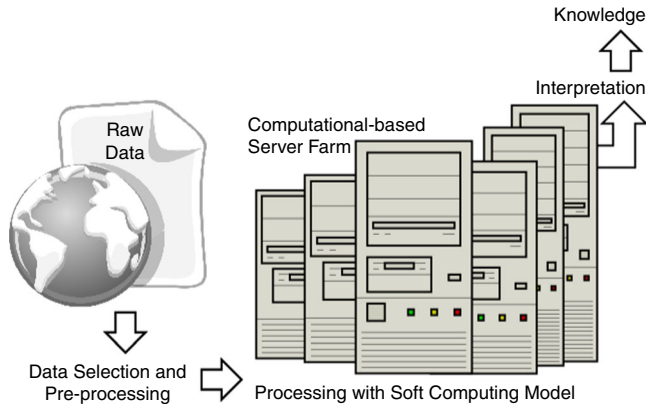 Knowledge
Interpretation
Raw
Data
Computational-based
Server Farm
Data Selection and
Pre-processing
Processing with Soft Computing Model